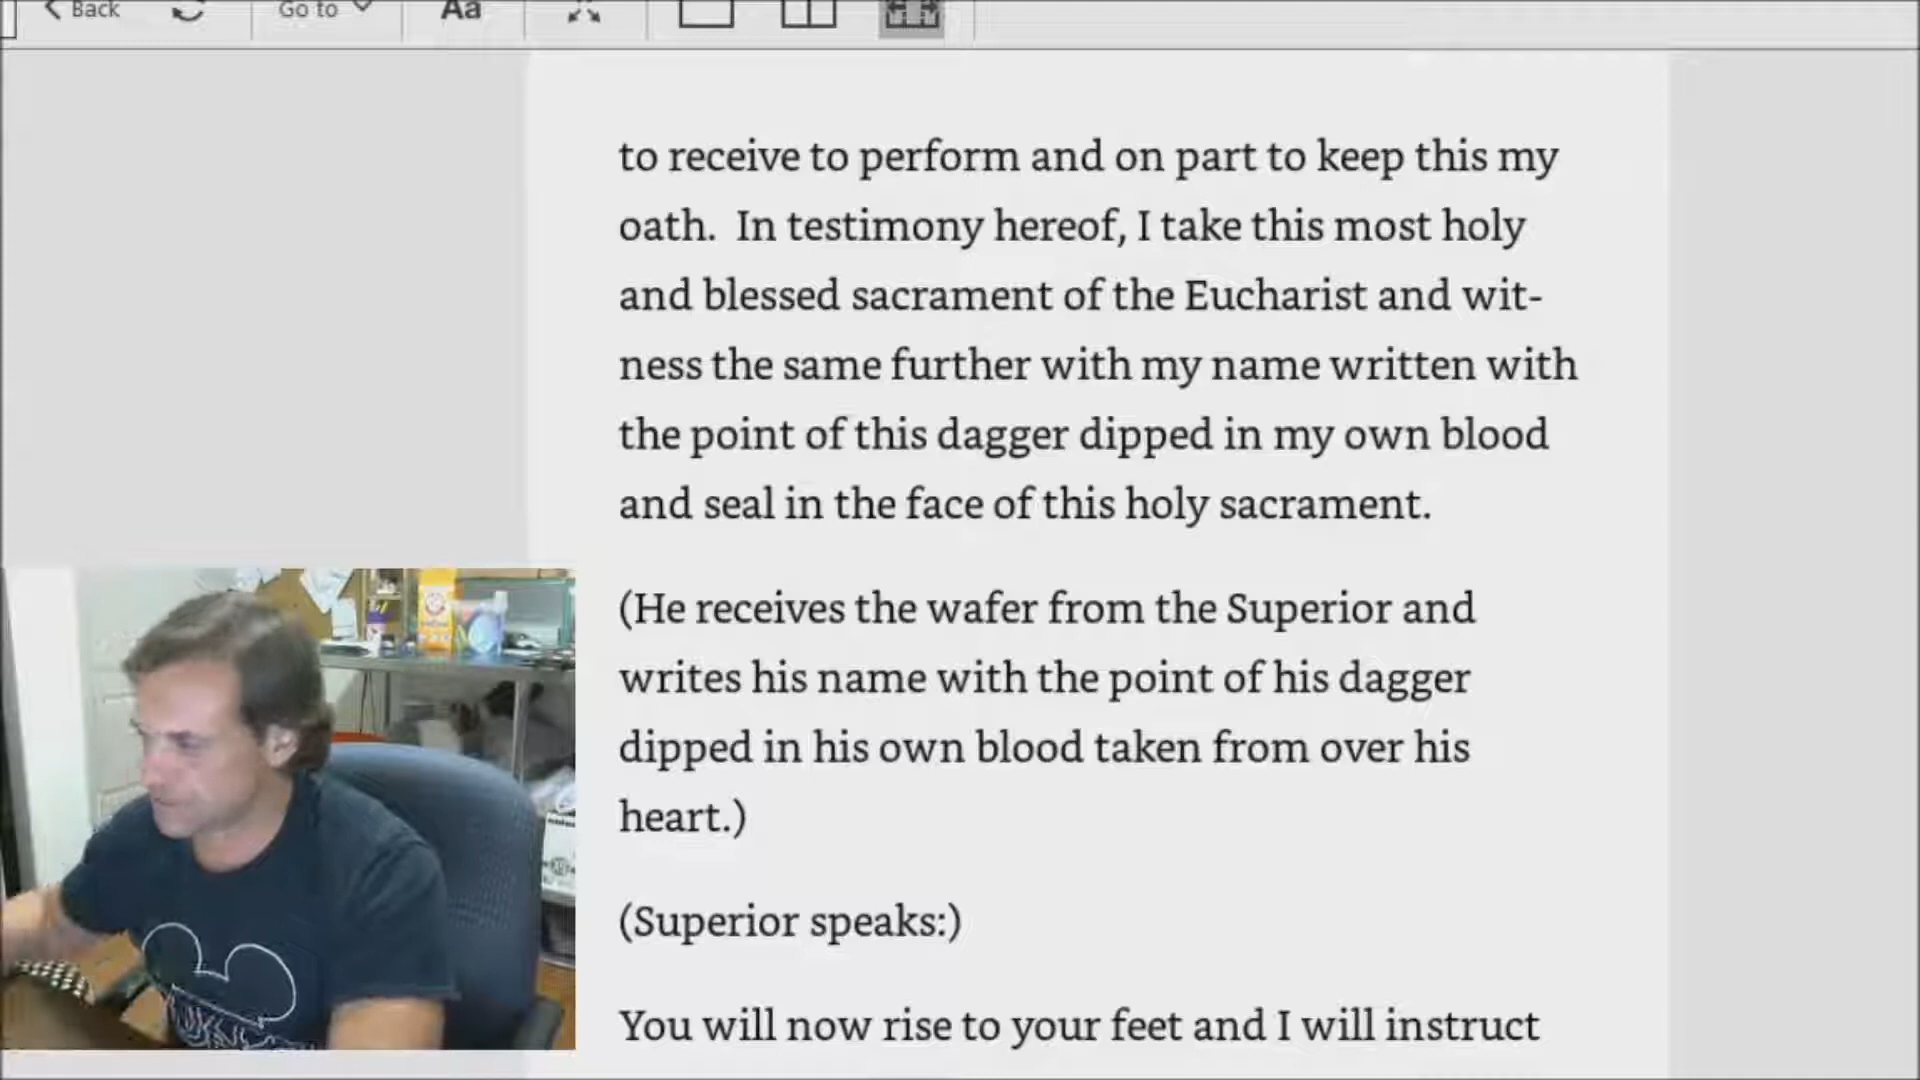 Back
Go to
Aa
to receive to perform and on part to keep this my
oath. In testimony hereof, I take this most holy
and blessed sacrament of the Eucharist and wit-
ness the same further with my name written with
the point of this dagger dipped in my own blood
and seal in the face of this holy sacrament.
(He receives the wafer from the Superior and
writes his name with the point of his dagger
dipped in his own blood taken from over his
heart.)
(Superior speaks:)
You will now rise to your feet and I will instruct